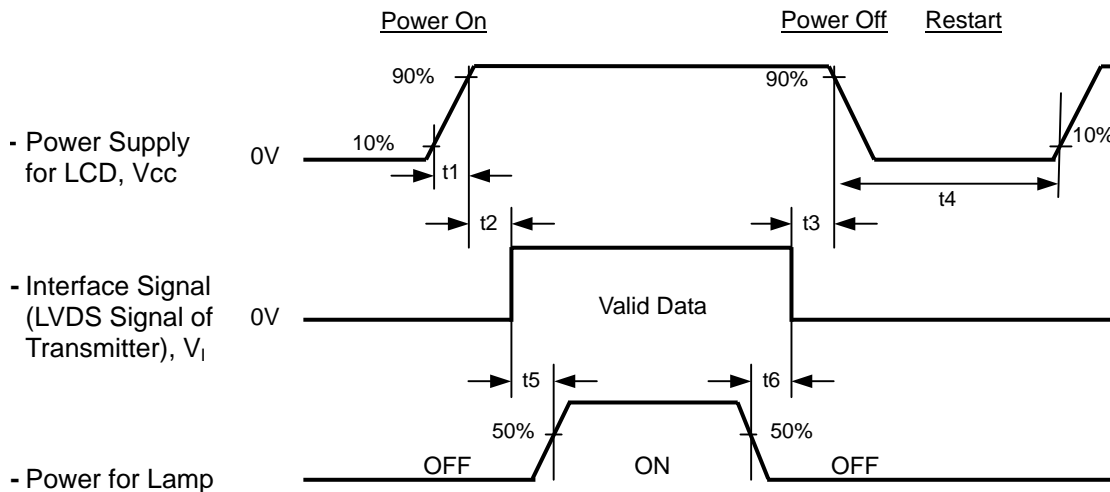 Power On Power Off Restart
90% 90%
- Power Supply
for LCD, Vcc
0V 10% 10%
t1 t4
t2 t3
- Interface Signal
(LVDS Signal of
Transmitter), VI
0V Valid Data
t5 t6
50% 50%
OFF ON OFF
- Power for Lamp